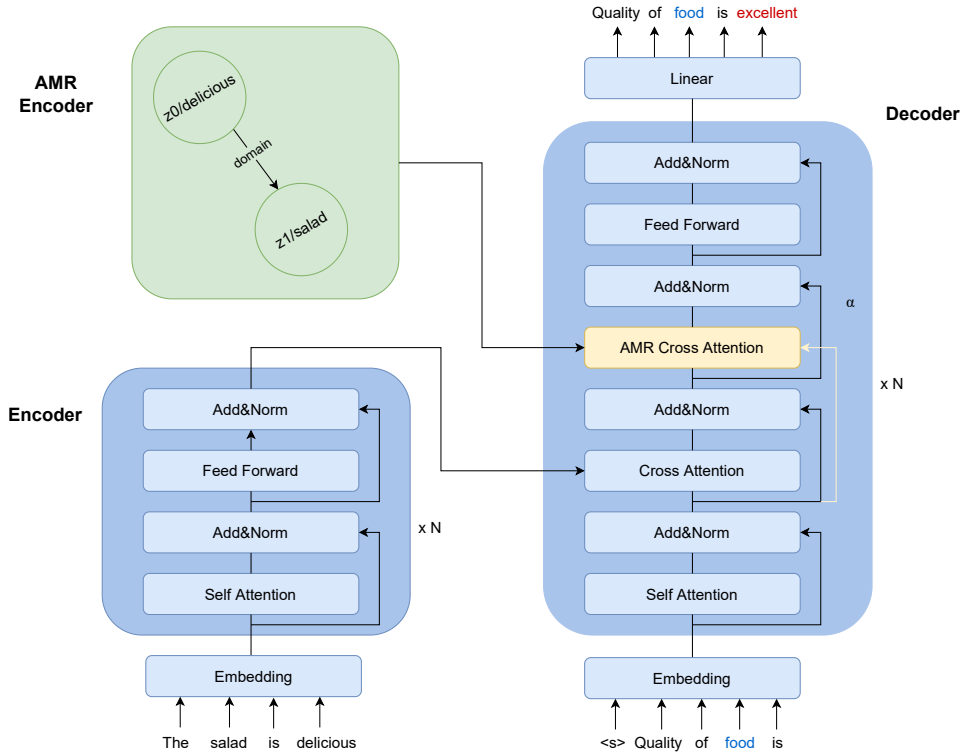 AMR
Encoder
z0/delicious
domain
z1/salad
Encoder
Add&Norm
Feed Forward
Add&Norm
Self Attention
x N
Embedding
The salad is delicious
Quality of food is excellent
Linear
Decoder
Add&Norm
Feed Forward
Add&Norm
α
AMR Cross Attention
x N
Add&Norm
Cross Attention
Add&Norm
Self Attention
Embedding
<s> Quality of food is